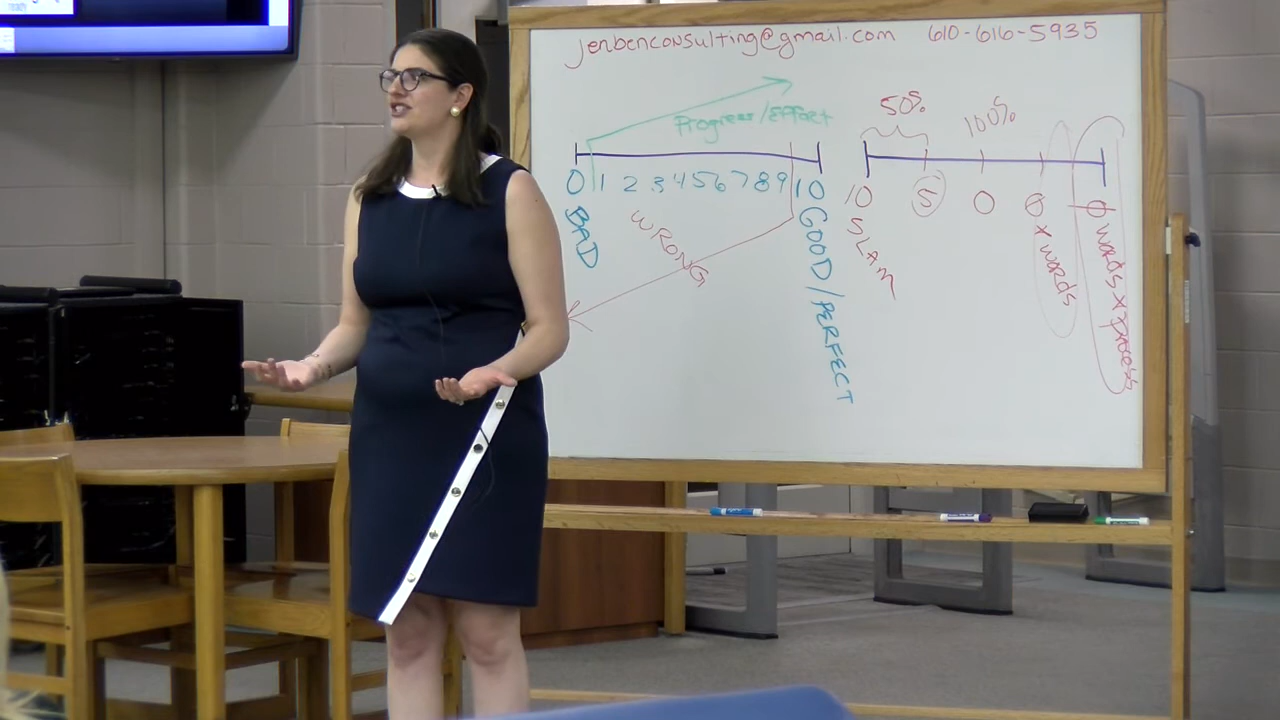 jenbenconsulting@gmail.com 610-616-5935
Progress/Effort
50%
100%
0 1 2 3 4 5 6 7 8 9 10
BAD
WRONG
GOOD/PERFECT
10 5 0 0 0
SLAM
x words
words x process